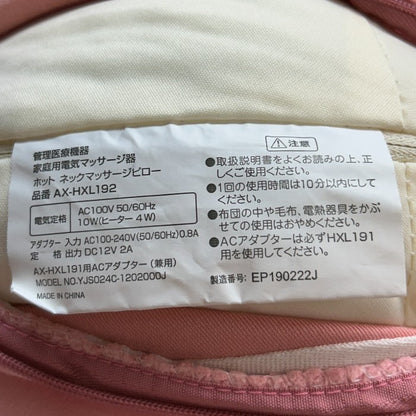 管理医療機器
家庭用電気マッサージ器
ホット ネックマッサージピロー
品番 AX-HXL192
電気定格
AC100V 50/60Hz
10W(ヒーター 4W)
アダプター 入力 AC100-240V(50/60Hz)0.8A
定格 出力 DC12V 2A
AX-HXL191用ACアダプター(兼用)
型 No. YJS024C-1202000J
MADE IN CHINA
注意
●取扱説明書をよくお読みの上、正
しくご使用ください。
●1回の使用時間は10分以内にし
てください。
●布団の中や毛布、電熱器具をかぶ
せての使用はおやめください。
●ACアダプターは必ずHXL191
用を使用してください。
製造番号: EP190222J